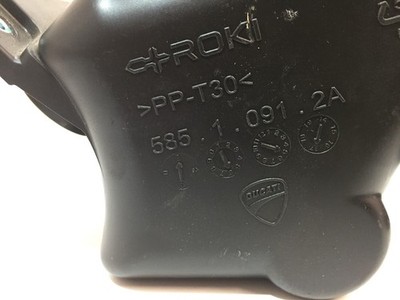 ROKI
>PP-T30<
585.1.091.2A
DUCATI